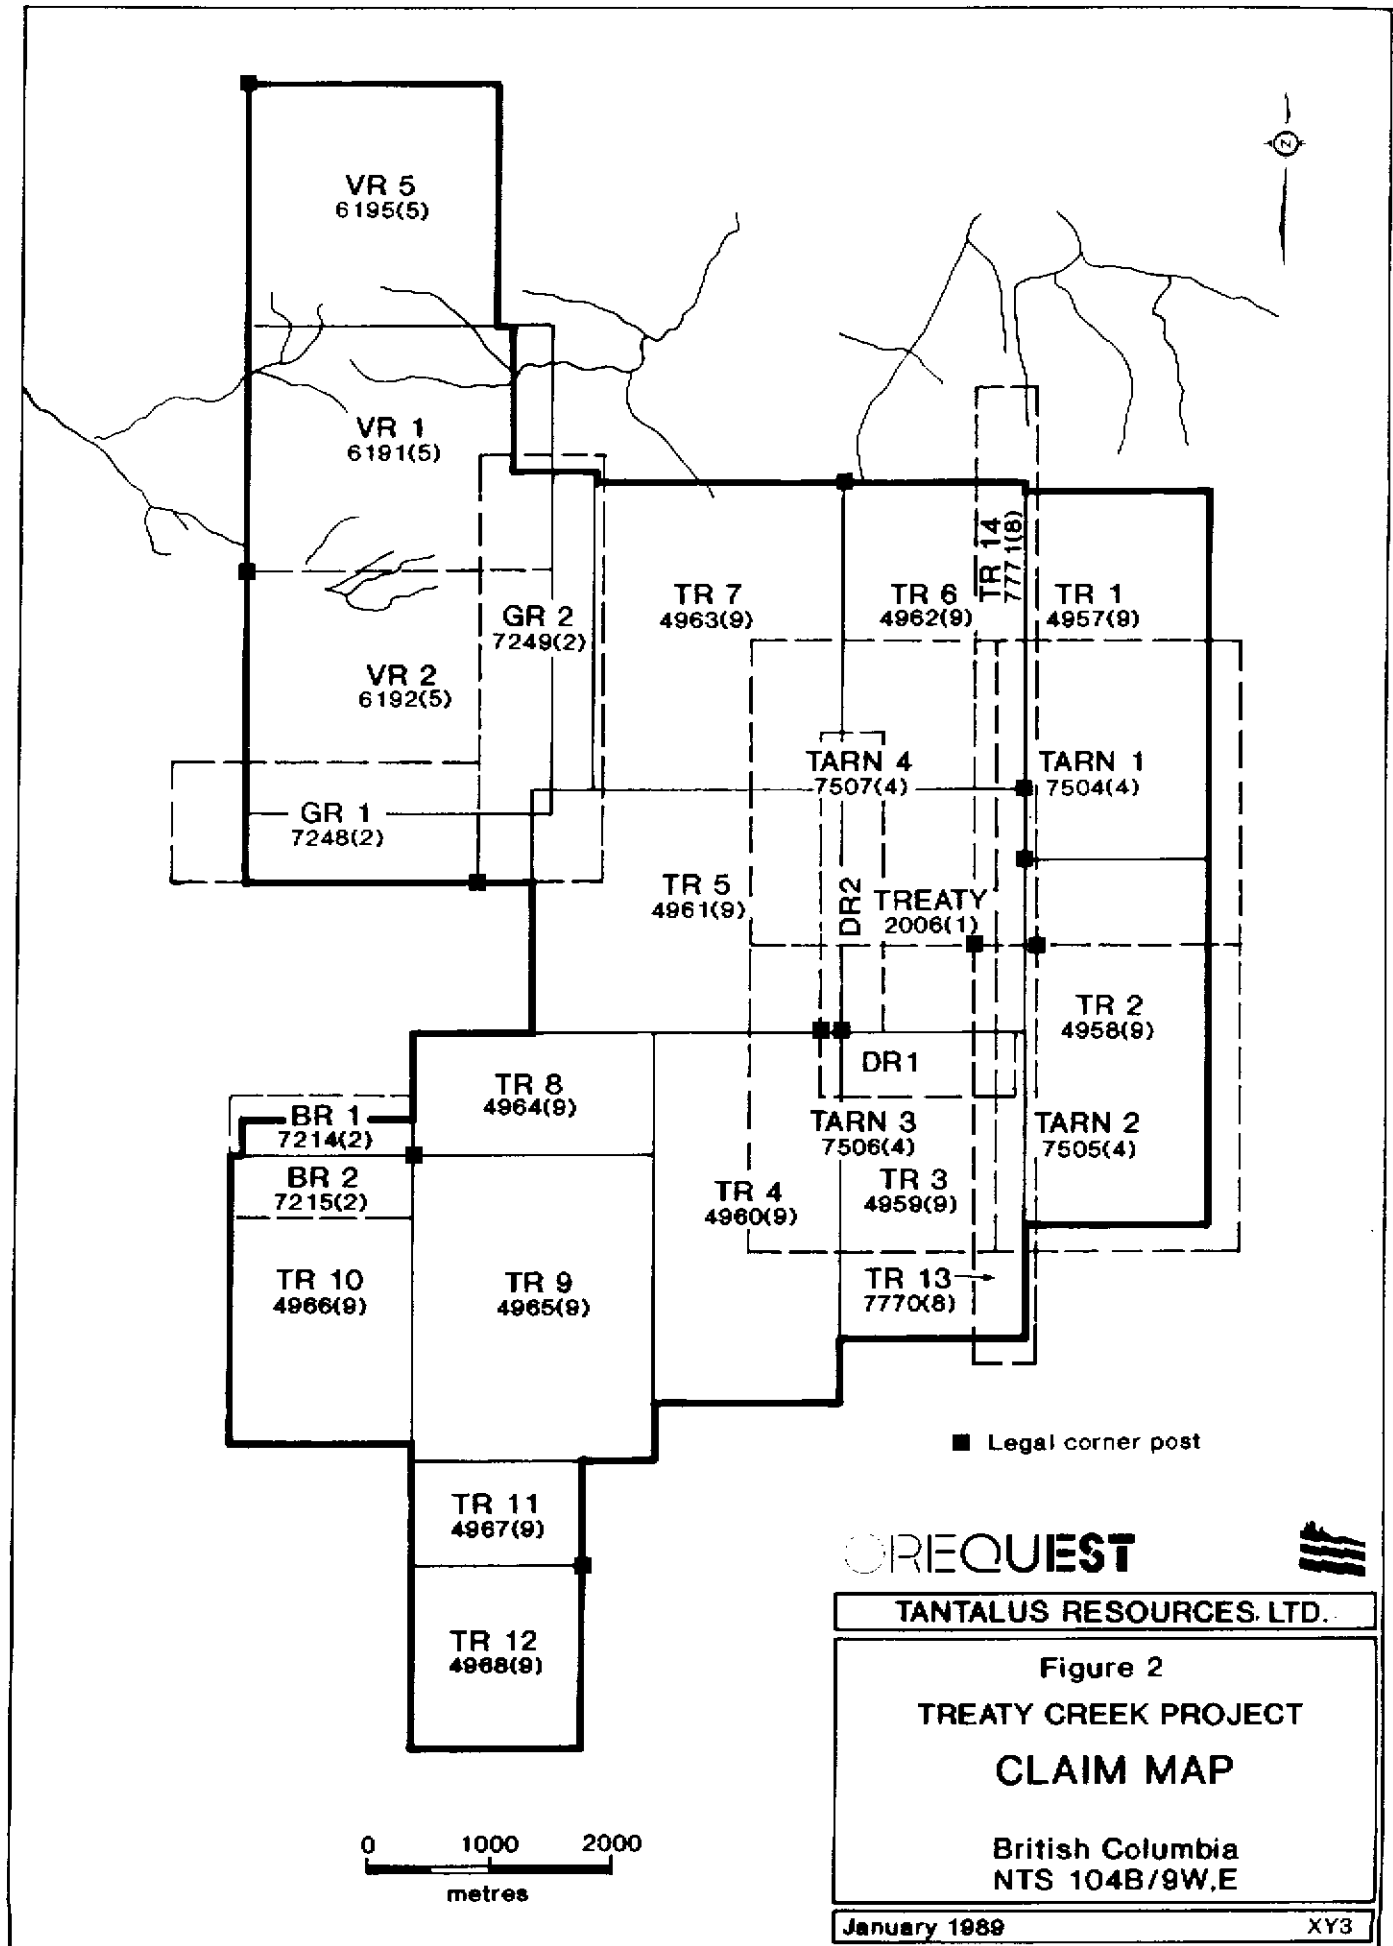 VR 5
6195(5)
N
VR 1
6191(5)
TR 14
7771(8)
TR 7
4963(9)
TR 6
4962(9)
TR 1
4957(9)
GR 2
7249(2)
VR 2
6192(5)
TARN 4
7507(4)
TARN 1
7504(4)
GR 1
7248(2)
TR 5
4961(9)
DR2
TREATY
2006(1)
TR 2
4958(9)
DR1
TR 8
4964(9)
BR 1
7214(2)
TARN 3
7506(4)
TARN 2
7505(4)
BR 2
7215(2)
TR 4
4960(9)
TR 3
4959(9)
TR 10
4966(9)
TR 9
4965(9)
TR 13
7770(8)
Legal corner post
TR 11
4967(9)
OREQUEST
TANTALUS RESOURCES LTD.
TR 12
4968(9)
Figure 2
TREATY CREEK PROJECT
CLAIM MAP
British Columbia
NTS 104B/9W,E
0 1000 2000
metres
January 1989 XY3